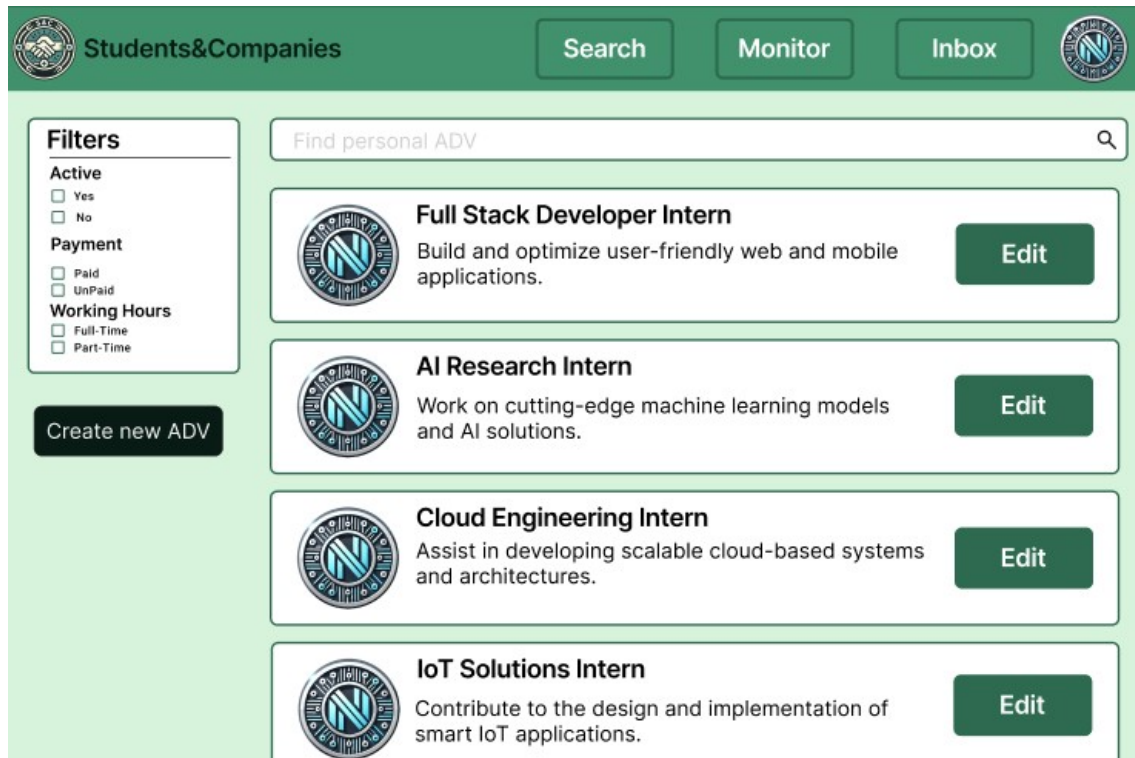 S&C
Students&Companies
Search
Monitor
Inbox
Filters
Active
Yes
No
Payment
Paid
UnPaid
Working Hours
Full-Time
Part-Time
Create new ADV
Find personal ADV
Full Stack Developer Intern
Build and optimize user-friendly web and mobile
applications.
Edit
AI Research Intern
Work on cutting-edge machine learning models
and AI solutions.
Edit
Cloud Engineering Intern
Assist in developing scalable cloud-based systems
and architectures.
Edit
IoT Solutions Intern
Contribute to the design and implementation of
smart IoT applications.
Edit